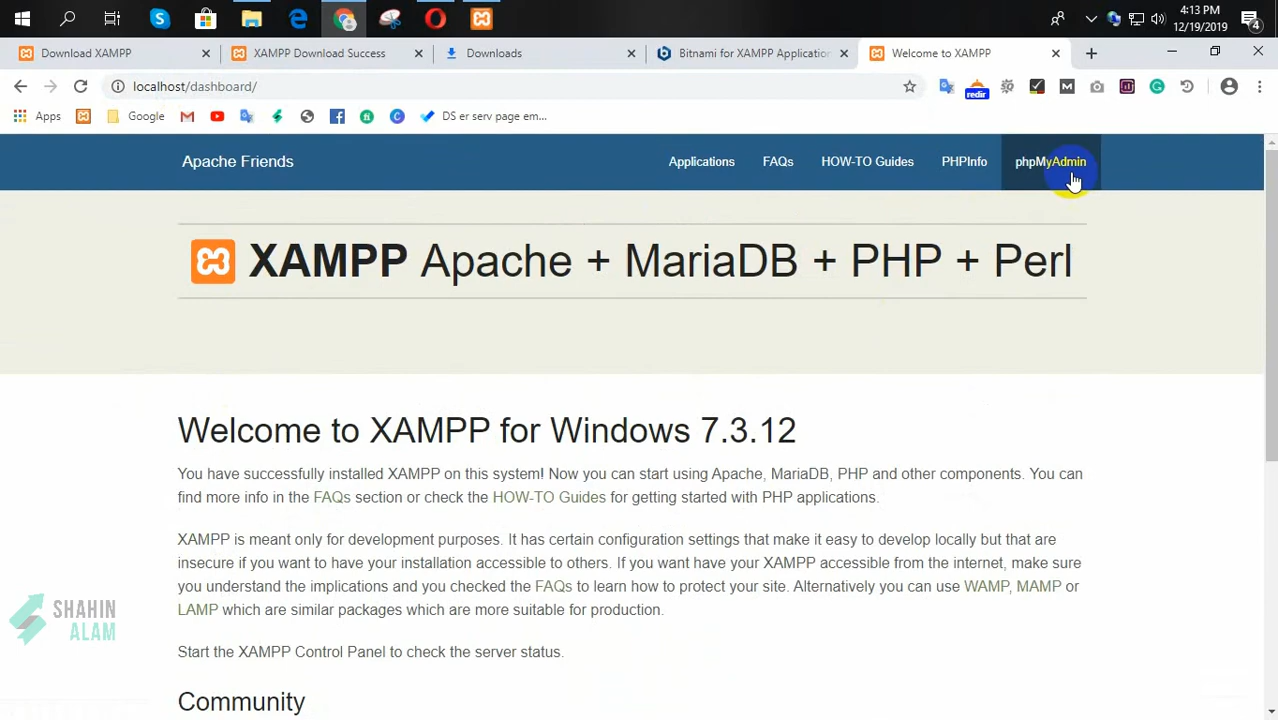 4:13 PM
12/19/2019
4
Download XAMPP
XAMPP Download Success
Downloads
Bitnami for XAMPP Application
Welcome to XAMPP
localhost/dashboard/
redir
Apps
Google
DS er serv page em...
Apache Friends
Applications
FAQs
HOW-TO Guides
PHPInfo
phpMyAdmin
XAMPP Apache + MariaDB + PHP + Perl
Welcome to XAMPP for Windows 7.3.12
You have successfully installed XAMPP on this system! Now you can start using Apache, MariaDB, PHP and other components. You can
find more info in the FAQs section or check the HOW-TO Guides for getting started with PHP applications.
XAMPP is meant only for development purposes. It has certain configuration settings that make it easy to develop locally but that are
insecure if you want to have your installation accessible to others. If you want have your XAMPP accessible from the internet, make sure
you understand the implications and you checked the FAQs to learn how to protect your site. Alternatively you can use WAMP, MAMP or
LAMP which are similar packages which are more suitable for production.
SHAHIN
ALAM
Start the XAMPP Control Panel to check the server status.
Community